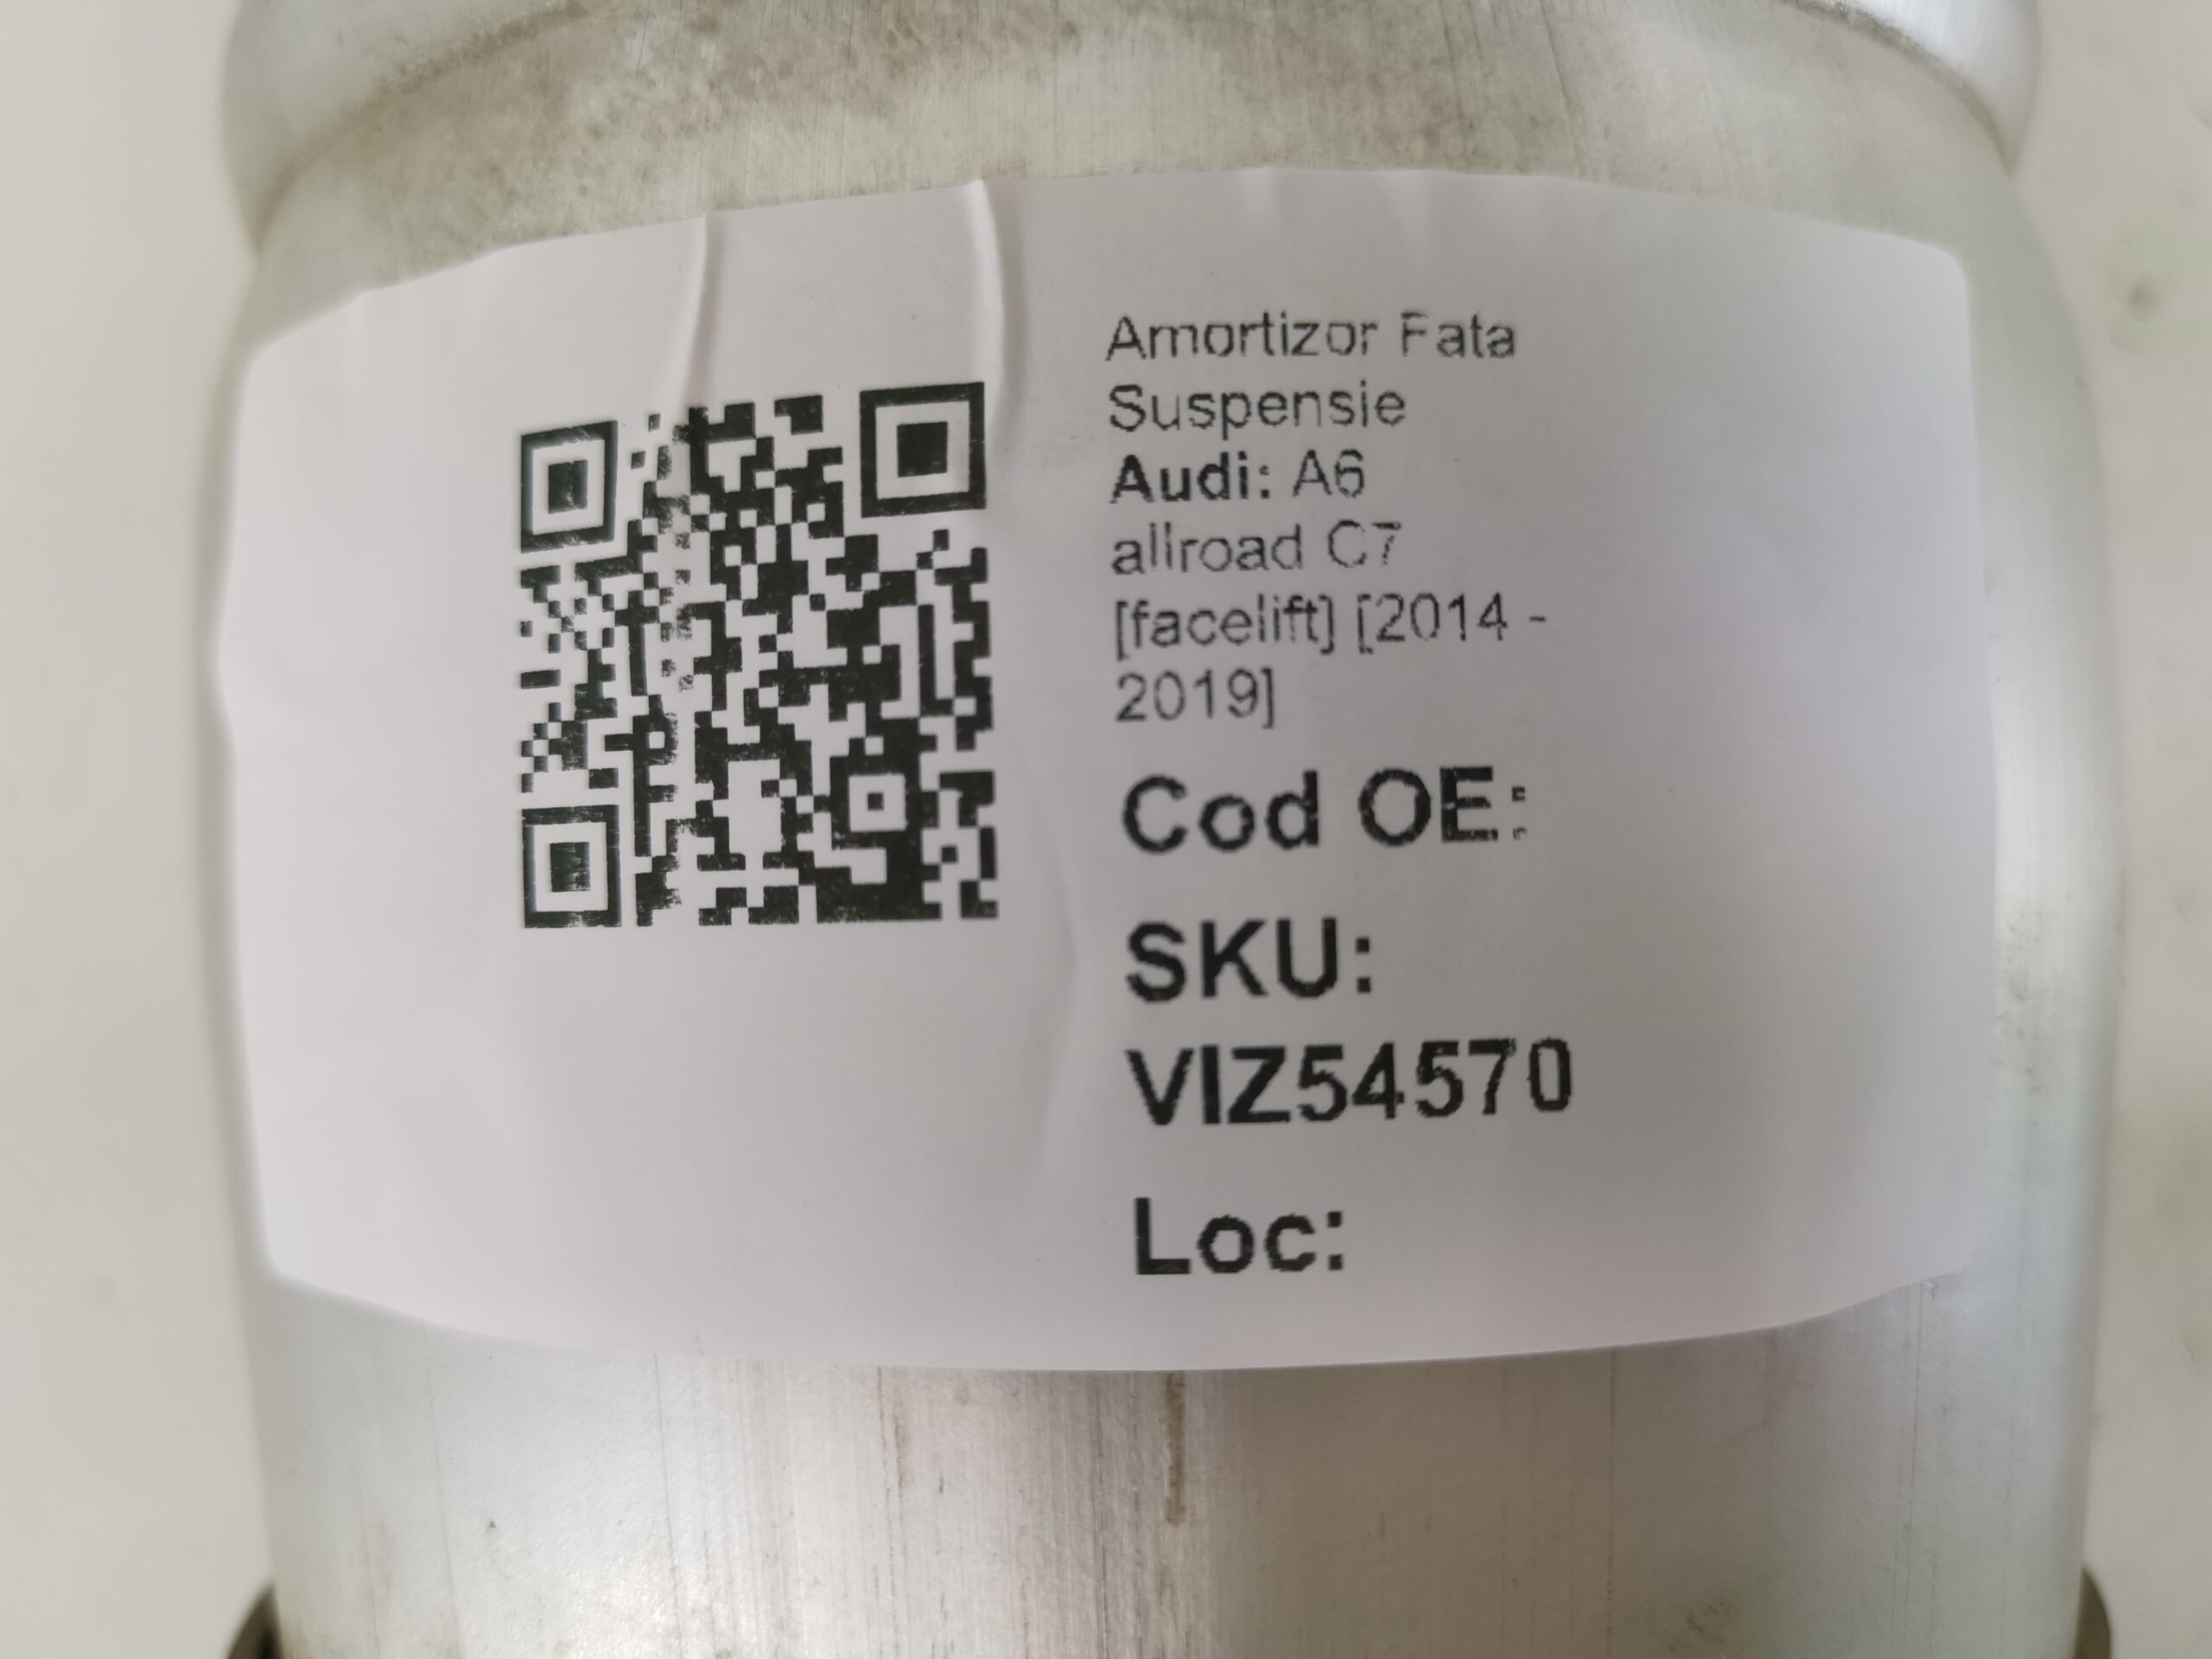 Amortizor Fata
Suspensie
Audi: A6
allroad C7
[facelift] [2014 -
2019]
Cod OE:
SKU:
VIZ54570
Loc: